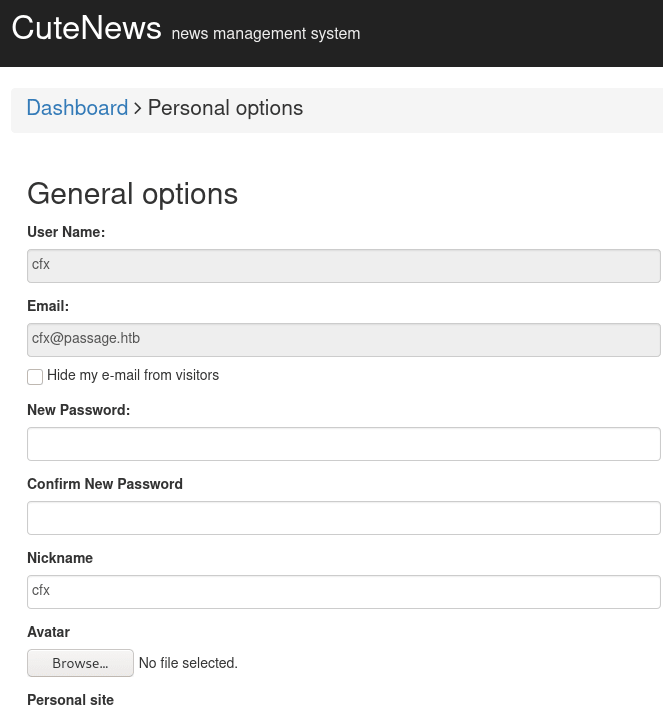 CuteNews news management system
Dashboard > Personal options
General options
User Name:
cfx
Email:
cfx@passage.htb
Hide my e-mail from visitors
New Password:
Confirm New Password
Nickname
cfx
Avatar
Browse... No file selected.
Personal site